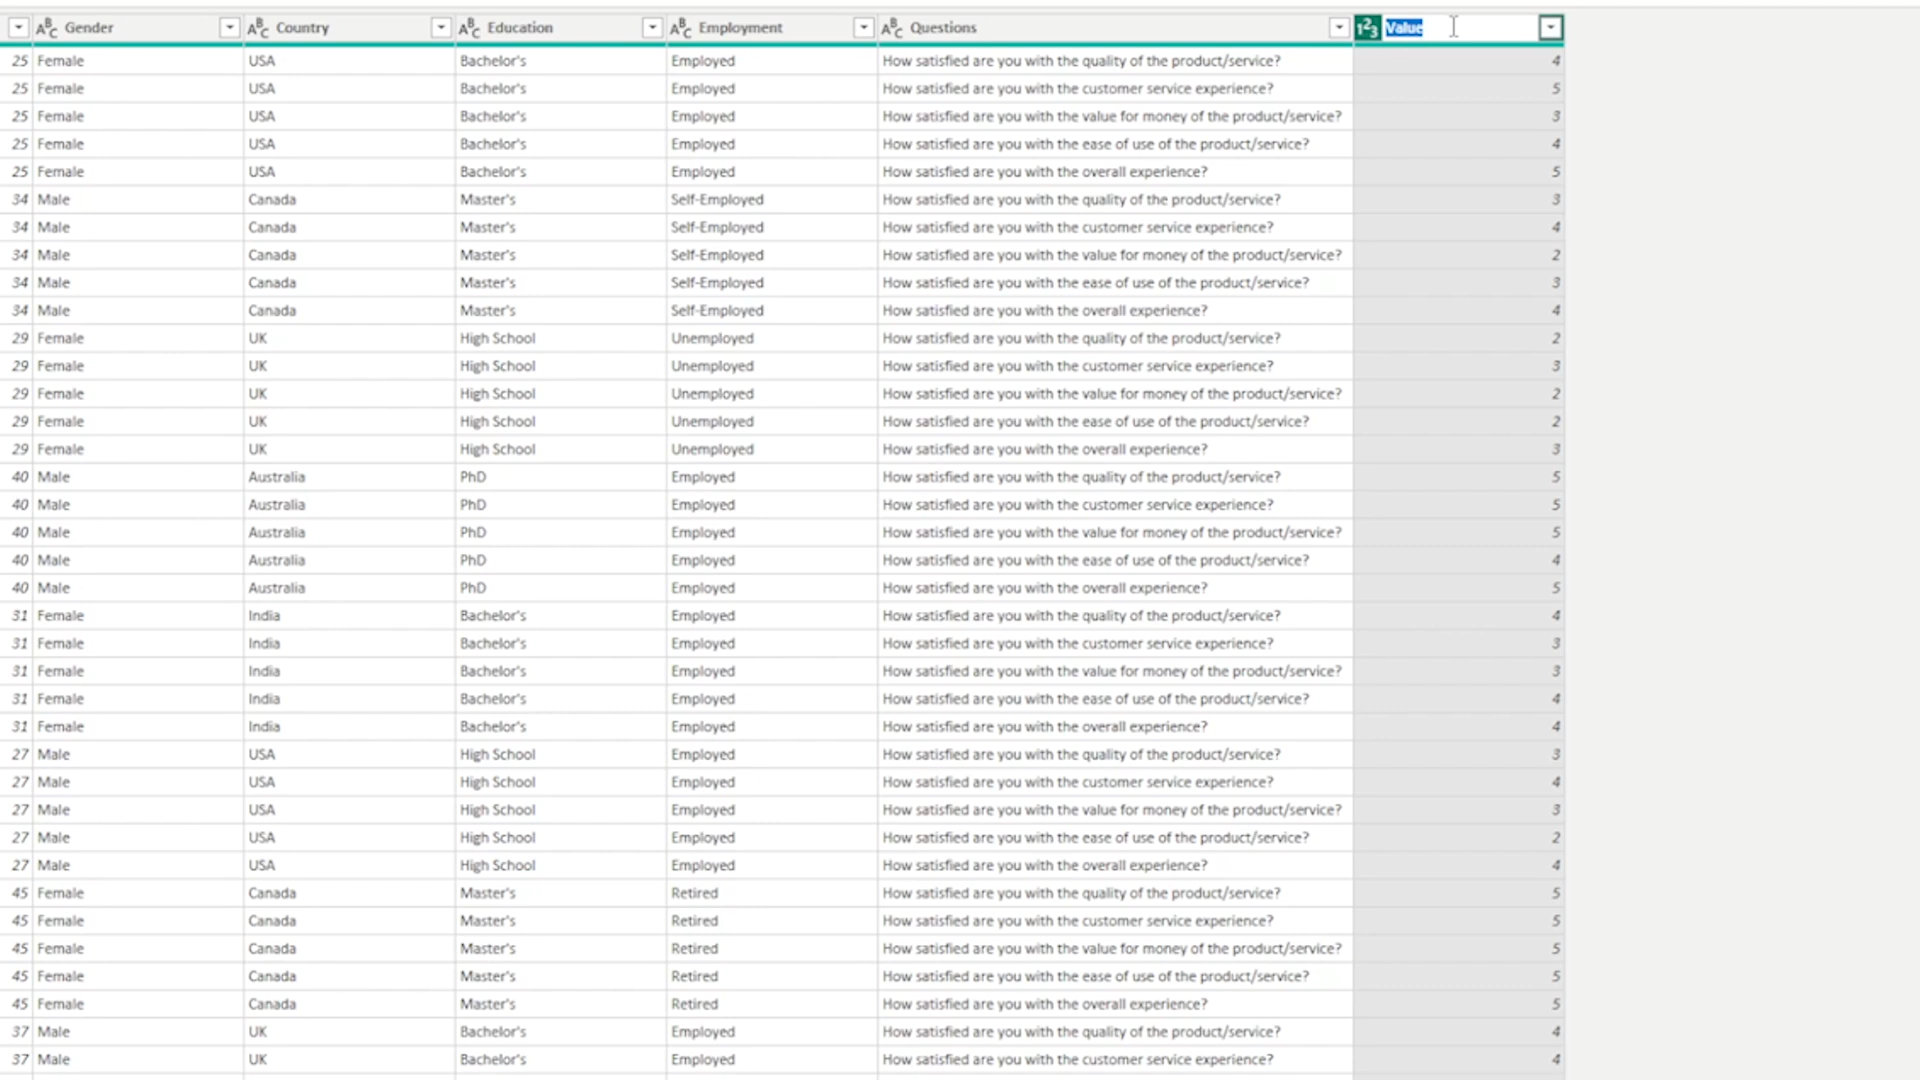 Gender Country Education Employment Questions Value
25 Female USA Bachelor's Employed How satisfied are you with the quality of the product/service? 4
25 Female USA Bachelor's Employed How satisfied are you with the customer service experience? 5
25 Female USA Bachelor's Employed How satisfied are you with the value for money of the product/service? 3
25 Female USA Bachelor's Employed How satisfied are you with the ease of use of the product/service? 4
25 Female USA Bachelor's Employed How satisfied are you with the overall experience? 5
34 Male Canada Master's Self-Employed How satisfied are you with the quality of the product/service? 3
34 Male Canada Master's Self-Employed How satisfied are you with the customer service experience? 4
34 Male Canada Master's Self-Employed How satisfied are you with the value for money of the product/service? 2
34 Male Canada Master's Self-Employed How satisfied are you with the ease of use of the product/service? 3
34 Male Canada Master's Self-Employed How satisfied are you with the overall experience? 4
29 Female UK High School Unemployed How satisfied are you with the quality of the product/service? 2
29 Female UK High School Unemployed How satisfied are you with the customer service experience? 3
29 Female UK High School Unemployed How satisfied are you with the value for money of the product/service? 2
29 Female UK High School Unemployed How satisfied are you with the ease of use of the product/service? 2
29 Female UK High School Unemployed How satisfied are you with the overall experience? 3
40 Male Australia PhD Employed How satisfied are you with the quality of the product/service? 5
40 Male Australia PhD Employed How satisfied are you with the customer service experience? 5
40 Male Australia PhD Employed How satisfied are you with the value for money of the product/service? 5
40 Male Australia PhD Employed How satisfied are you with the ease of use of the product/service? 4
40 Male Australia PhD Employed How satisfied are you with the overall experience? 5
31 Female India Bachelor's Employed How satisfied are you with the quality of the product/service? 4
31 Female India Bachelor's Employed How satisfied are you with the customer service experience? 3
31 Female India Bachelor's Employed How satisfied are you with the value for money of the product/service? 3
31 Female India Bachelor's Employed How satisfied are you with the ease of use of the product/service? 4
31 Female India Bachelor's Employed How satisfied are you with the overall experience? 4
27 Male USA High School Employed How satisfied are you with the quality of the product/service? 3
27 Male USA High School Employed How satisfied are you with the customer service experience? 4
27 Male USA High School Employed How satisfied are you with the value for money of the product/service? 3
27 Male USA High School Employed How satisfied are you with the ease of use of the product/service? 2
27 Male USA High School Employed How satisfied are you with the overall experience? 4
45 Female Canada Master's Retired How satisfied are you with the quality of the product/service? 5
45 Female Canada Master's Retired How satisfied are you with the customer service experience? 5
45 Female Canada Master's Retired How satisfied are you with the value for money of the product/service? 5
45 Female Canada Master's Retired How satisfied are you with the ease of use of the product/service? 5
45 Female Canada Master's Retired How satisfied are you with the overall experience? 5
37 Male UK Bachelor's Employed How satisfied are you with the quality of the product/service? 4
37 Male UK Bachelor's Employed How satisfied are you with the customer service experience? 4